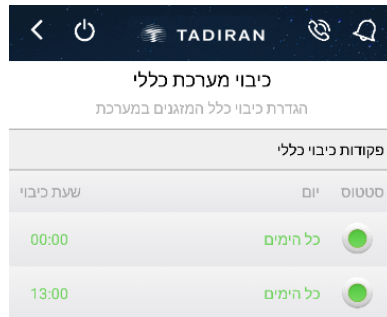 TADIRAN
כיבוי מערכת כללי
הגדרת כיבוי כלל המזגנים במערכת
פקודות כיבוי כללי
סטטוס יום שעת כיבוי
כל הימים 00:00
כל הימים 13:00